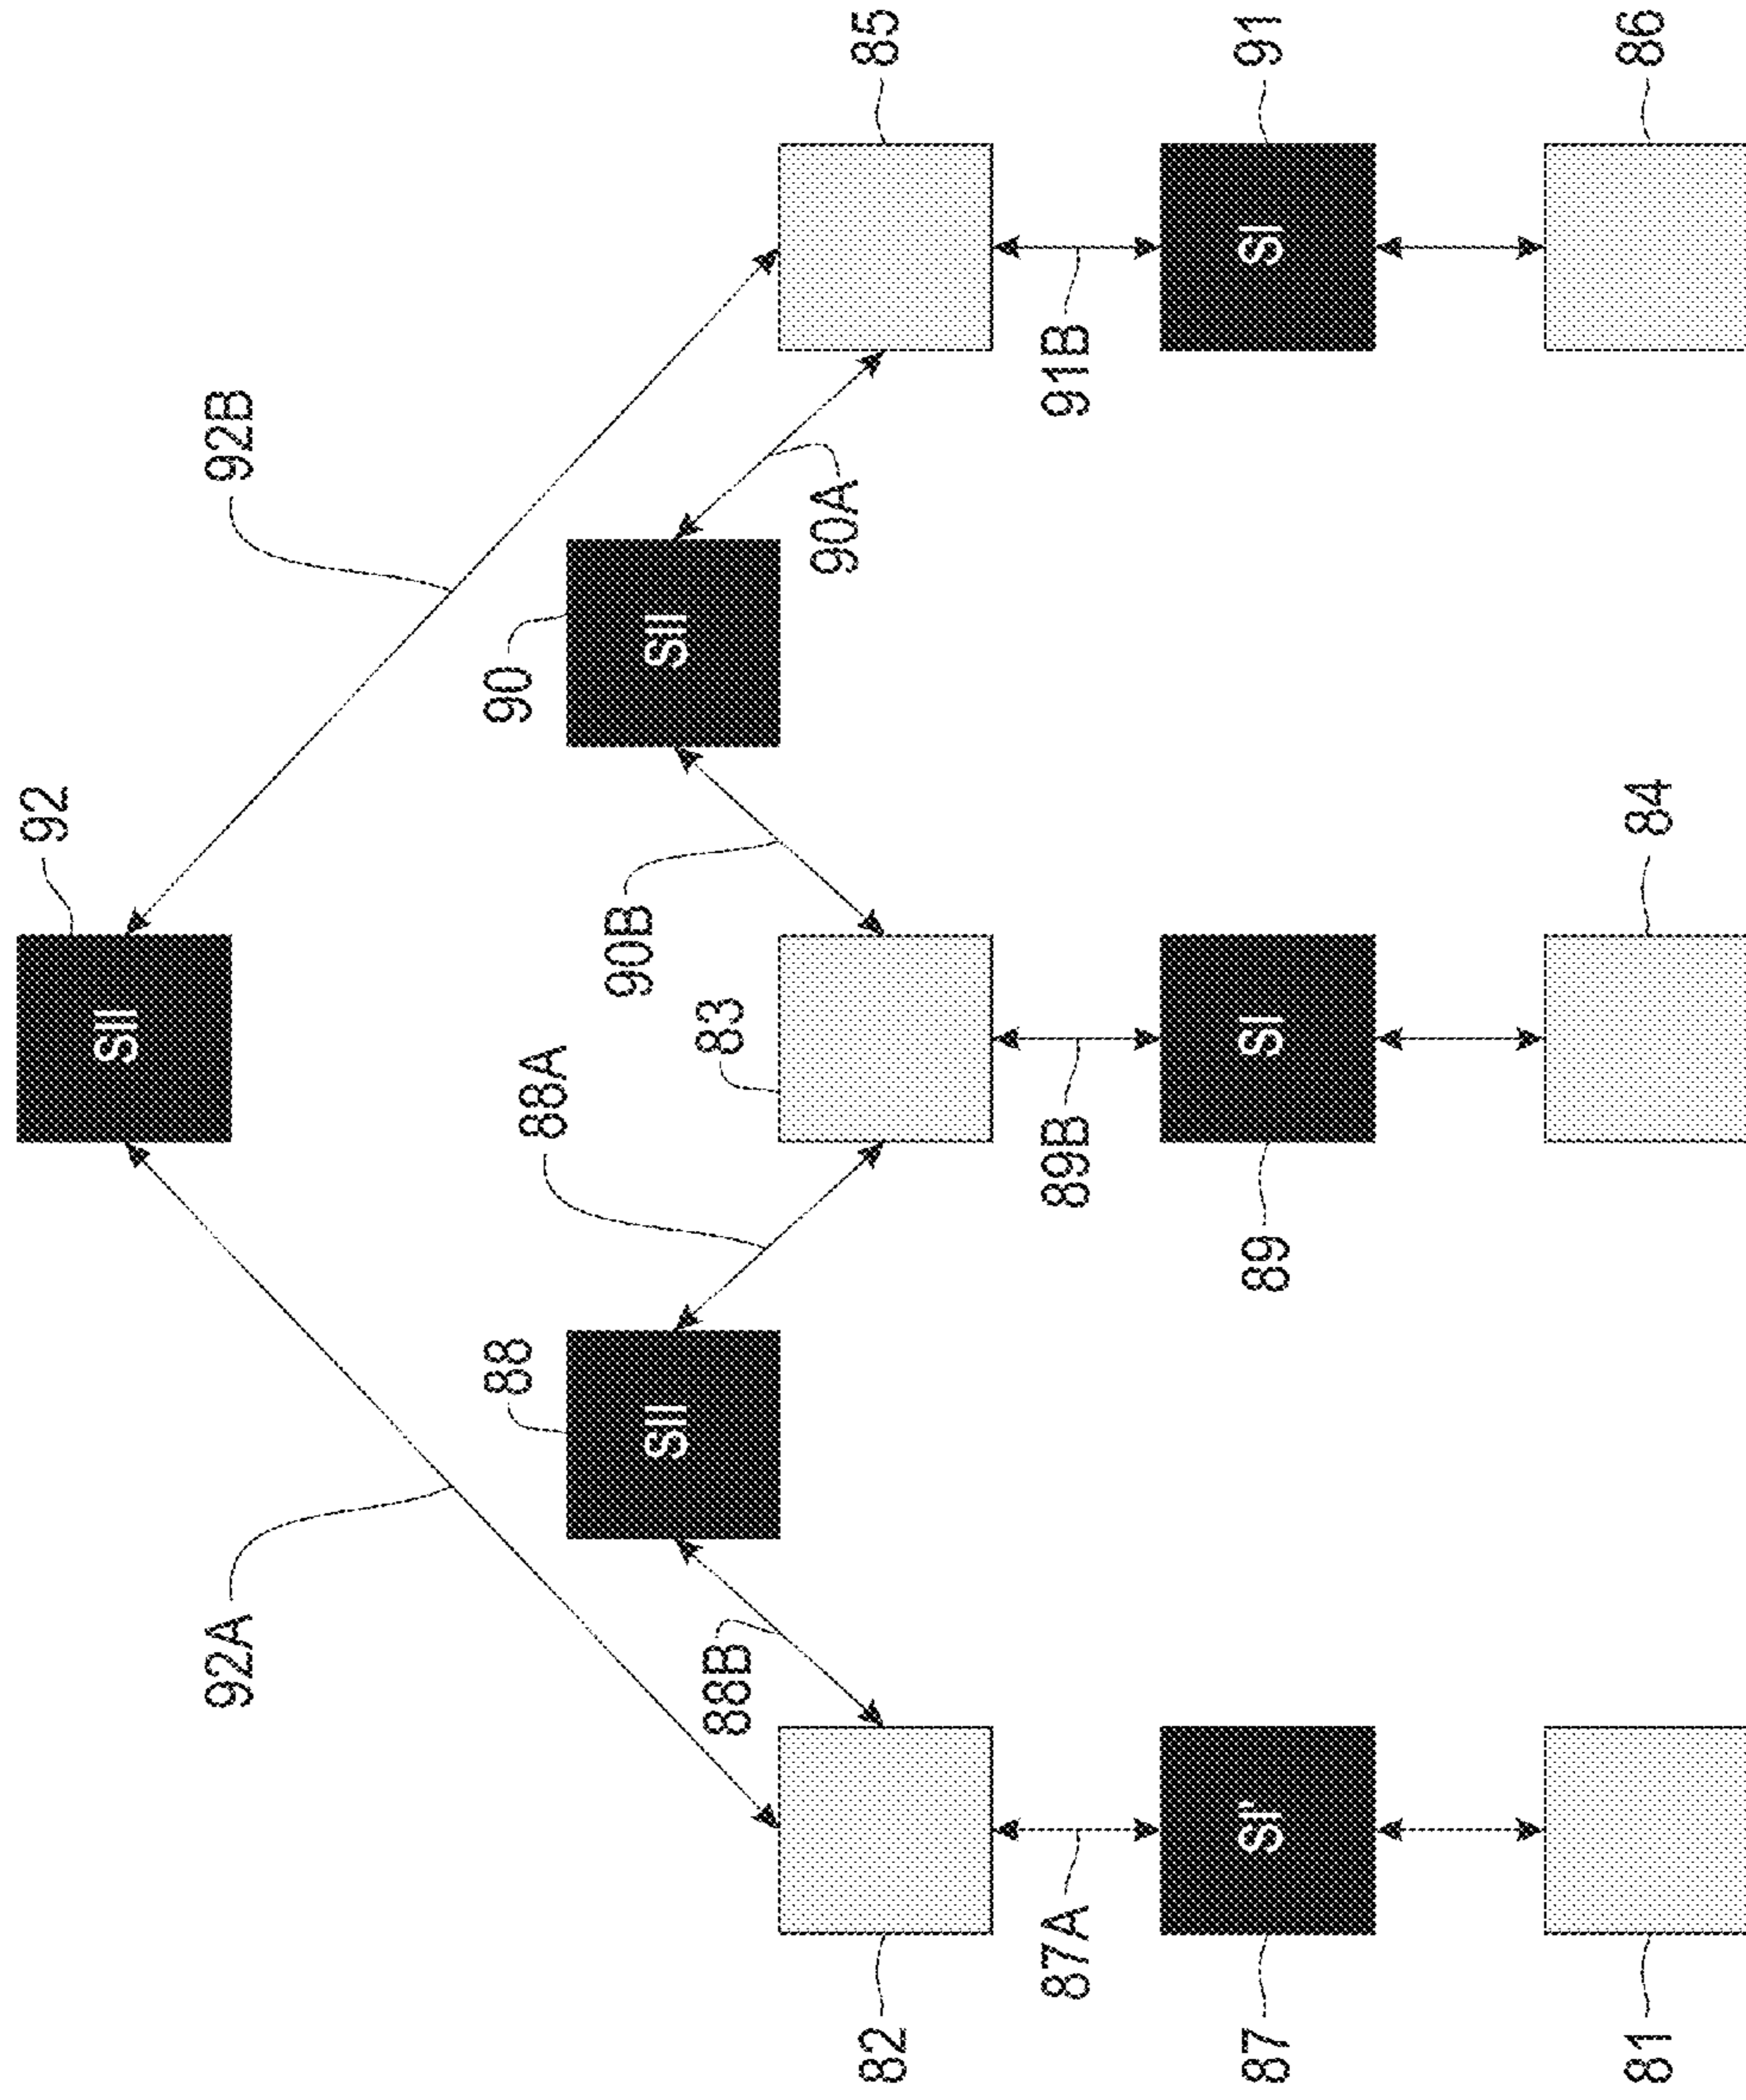 92
SII
92A 92B
88 88A 90
90B
SII SII
88B 83
90A
82 85
87A 89B 91B
87 SI' 89 SI SI 91
81 84 86